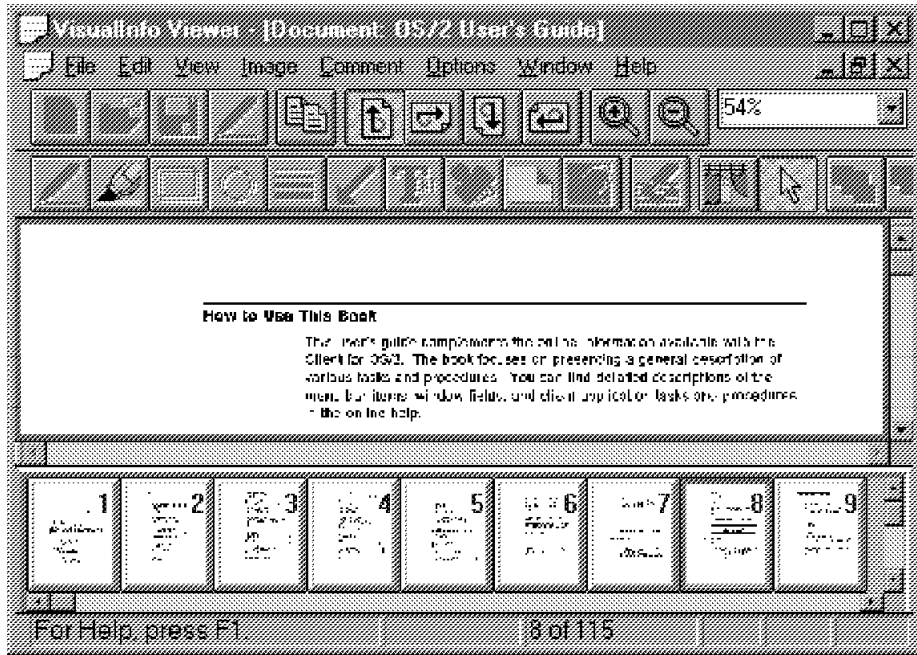 VisualInfo Viewer - [Document: OS/2 User's Guide]
File Edit View Image Comment Options Window Help
54%
How to Use This Book
This user's guide complements the online information available with the
Client for OS/2. The book focuses on presenting a general description of
various tasks and procedures. You can find detailed descriptions of the
menu bar items, window fields, and client application tasks and procedures
in the online help.
1 2 3 4 5 6 7 8 9
For Help, press F1. 8 of 115